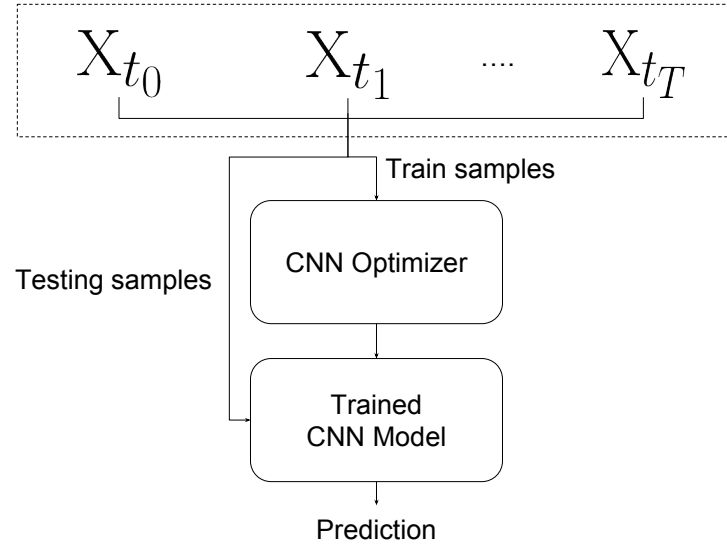 X_{t_0} X_{t_1} .... X_{t_T}
Train samples
CNN Optimizer
Testing samples
Trained
CNN Model
Prediction